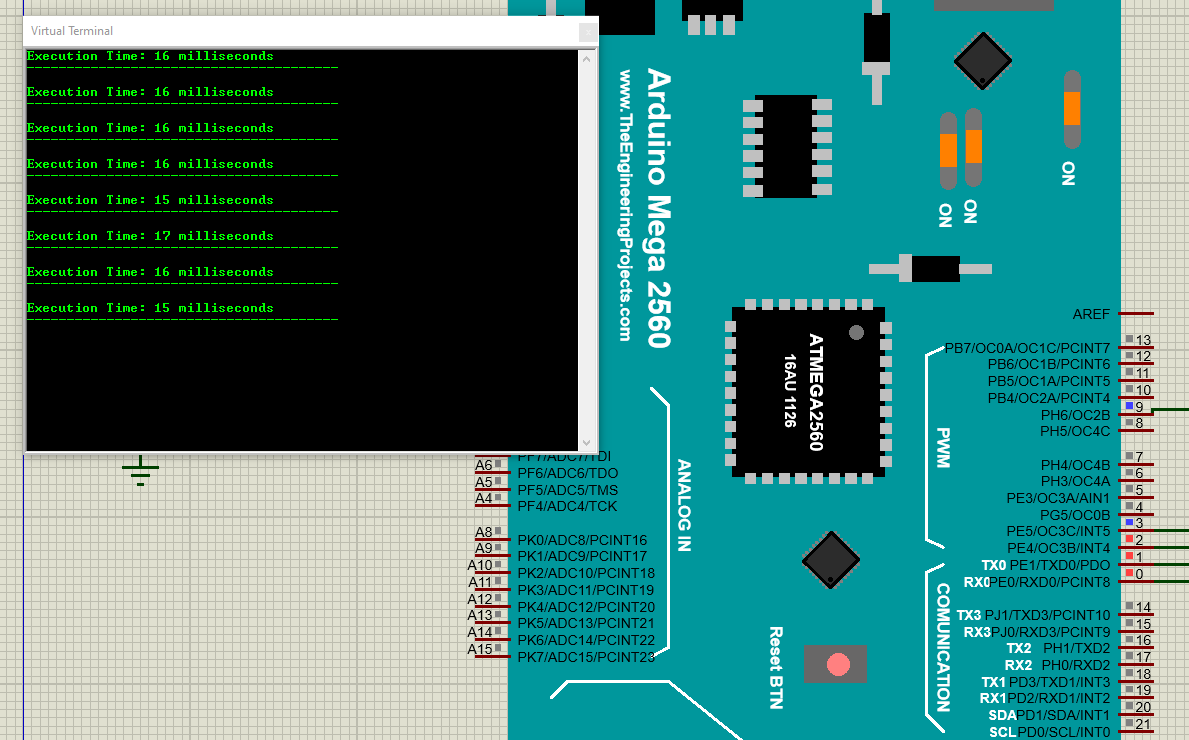 Virtual Terminal
Execution Time: 16 milliseconds
Execution Time: 16 milliseconds
Execution Time: 16 milliseconds
Execution Time: 16 milliseconds
Execution Time: 15 milliseconds
Execution Time: 17 milliseconds
Execution Time: 16 milliseconds
Execution Time: 15 milliseconds
Arduino Mega 2560
www.TheEngineeringProjects.com
ON
ON
ON
ATMEGA2560
16AU 1126
AREF
PB7/OC0A/OC1C/PCINT7 13
PB6/OC1B/PCINT6 12
PB5/OC1A/PCINT5 11
PB4/OC2A/PCINT4 10
PH6/OC2B 9
PH5/OC4C 8
PWM
PH4/OC4B 7
PH3/OC4A 6
PE3/OC3A/AIN1 5
PG5/OC0B 4
PE5/OC3C/INT5 3
PE4/OC3B/INT4 2
TX0 PE1/TXD0/PDO 1
RX0 PE0/RXD0/PCINT8 0
COMUNICATION
TX3 PJ1/TXD3/PCINT10 14
RX3 PJ0/RXD3/PCINT9 15
TX2 PH1/TXD2 16
RX2 PH0/RXD2 17
TX1 PD3/TXD1/INT3 18
RX1 PD2/RXD1/INT2 19
SDA PD1/SDA/INT1 20
SCL PD0/SCL/INT0 21
PF7/ADC7/TDI
A6 PF6/ADC6/TDO
A5 PF5/ADC5/TMS
A4 PF4/ADC4/TCK
ANALOG IN
A8 PK0/ADC8/PCINT16
A9 PK1/ADC9/PCINT17
A10 PK2/ADC10/PCINT18
A11 PK3/ADC11/PCINT19
A12 PK4/ADC12/PCINT20
A13 PK5/ADC13/PCINT21
A14 PK6/ADC14/PCINT22
A15 PK7/ADC15/PCINT23
Reset BTN